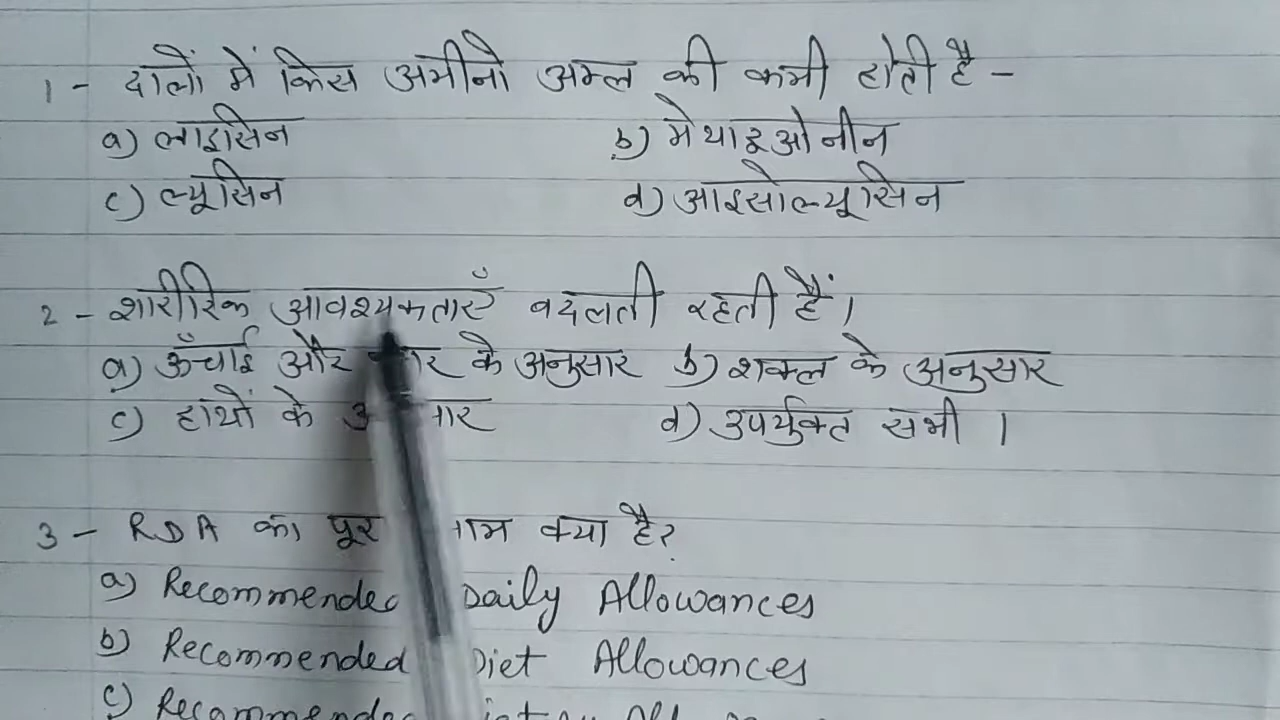 1 - दालों में किस अमीनो अम्ल की कमी होती है -
a) लाइसिन b) मेथाइओनीन
c) ल्यूसिन d) आइसोल्यूसिन
2 - शारीरिक आवश्यकताएँ बदलती रहती हैं।
a) ऊँचाई और के अनुसार b) शक्ल के अनुसार
c) हाथों के d) उपर्युक्त सभी ।
3 - RDA का क्या है?
a) Recommended Daily Allowances
b) Recommended Diet Allowances
c) Recommended